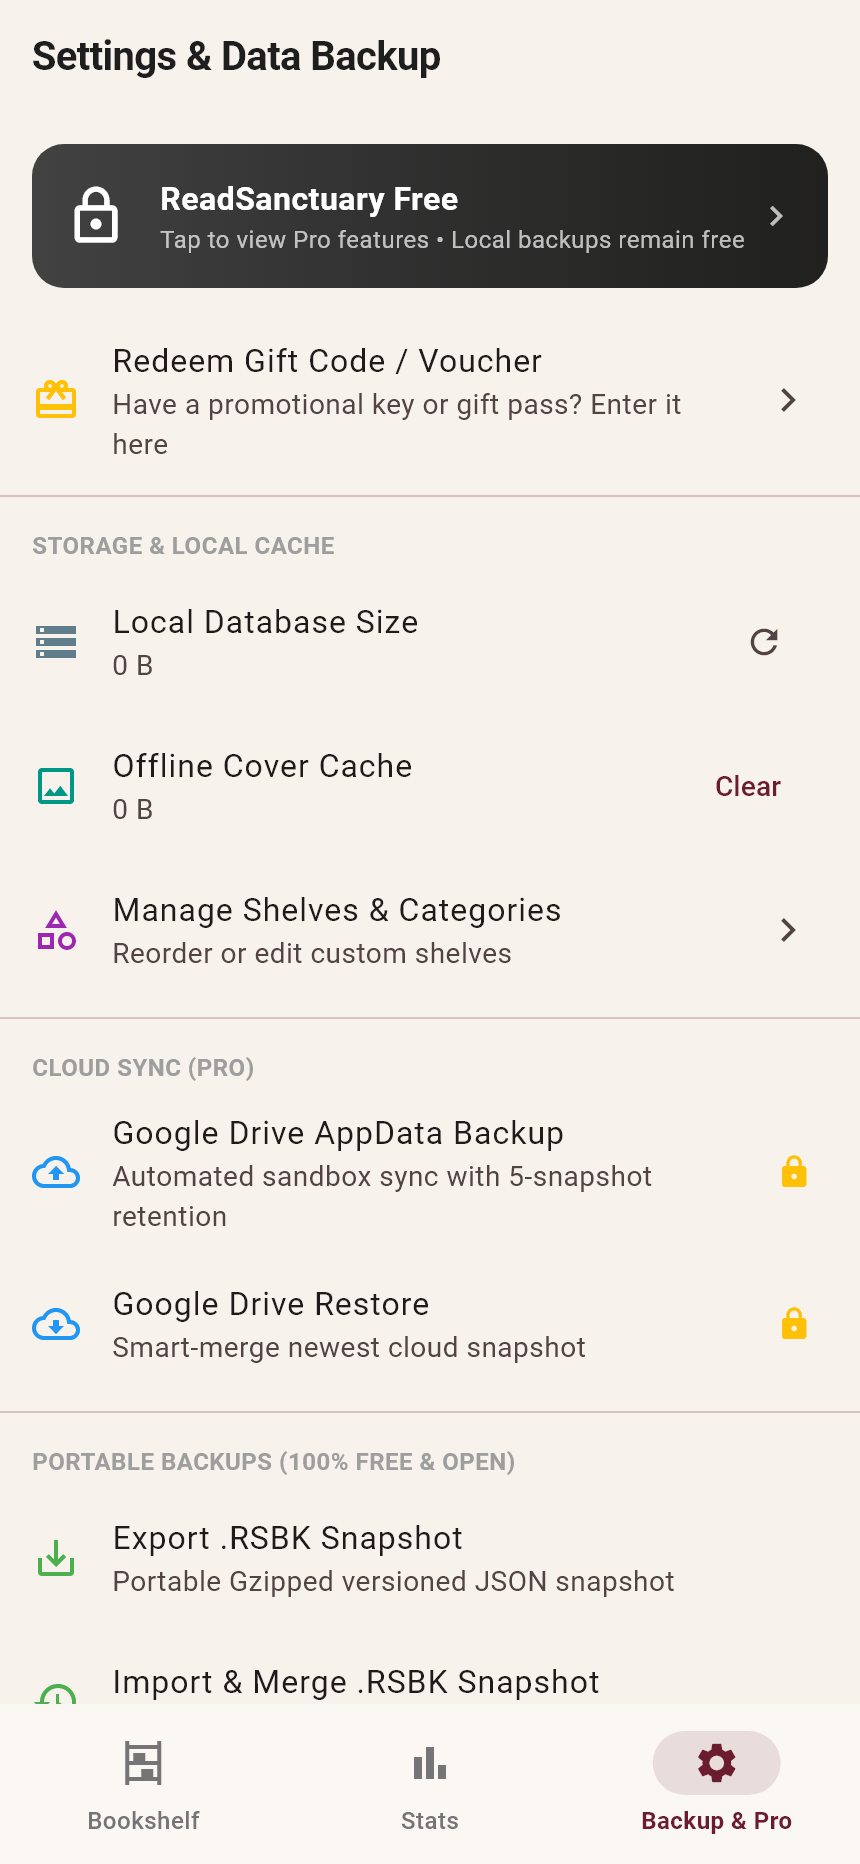 Settings & Data Backup
ReadSanctuary Free
Tap to view Pro features • Local backups remain free
Redeem Gift Code / Voucher
Have a promotional key or gift pass? Enter it
here
STORAGE & LOCAL CACHE
Local Database Size
0 B
Offline Cover Cache
0 B
Clear
Manage Shelves & Categories
Reorder or edit custom shelves
CLOUD SYNC (PRO)
Google Drive AppData Backup
Automated sandbox sync with 5-snapshot
retention
Google Drive Restore
Smart-merge newest cloud snapshot
PORTABLE BACKUPS (100% FREE & OPEN)
Export .RSBK Snapshot
Portable Gzipped versioned JSON snapshot
Import & Merge .RSBK Snapshot
Bookshelf
Stats
Backup & Pro